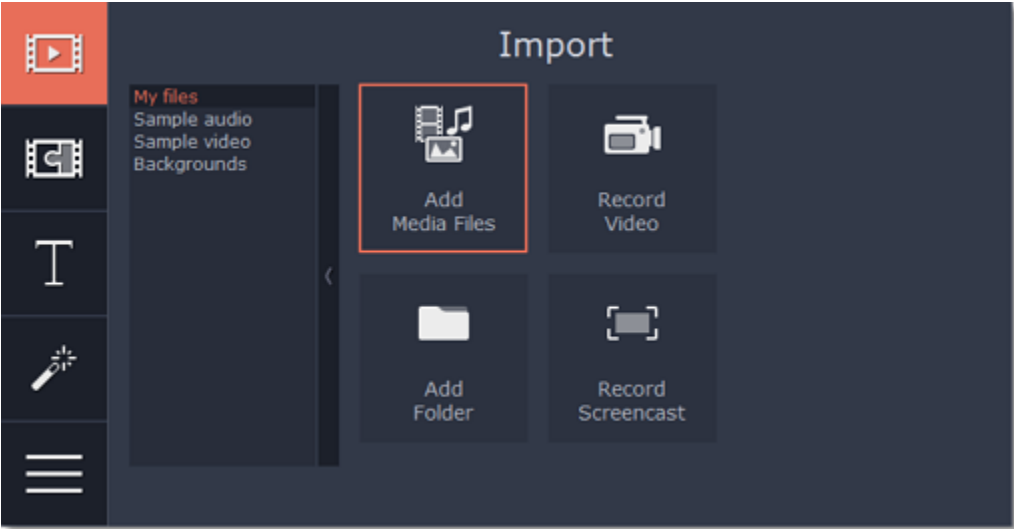 Import
My files
Sample audio
Sample video
Backgrounds
Add
Media Files
Record
Video
Add
Folder
Record
Screencast
T